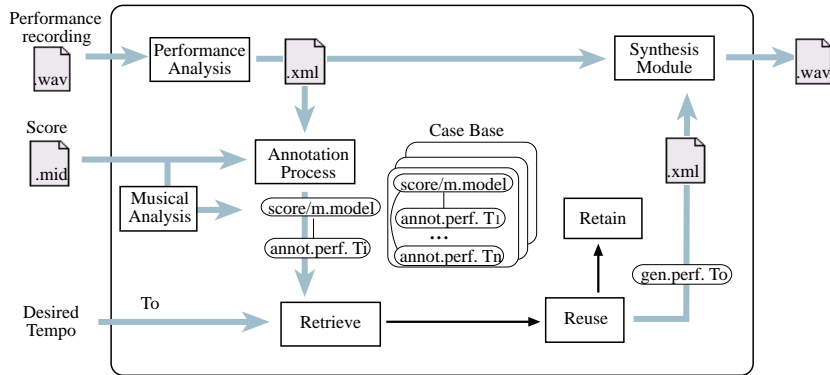 Performance
recording
.wav
Performance
Analysis
.xml
Synthesis
Module
.wav
Score
.mid
Annotation
Process
Musical
Analysis
score/m.model
annot.perf. Ti
Case Base
score/m.model
annot.perf. T1
...
annot.perf. Tn
Retain
.xml
gen.perf. To
Desired
Tempo
To
Retrieve
Reuse